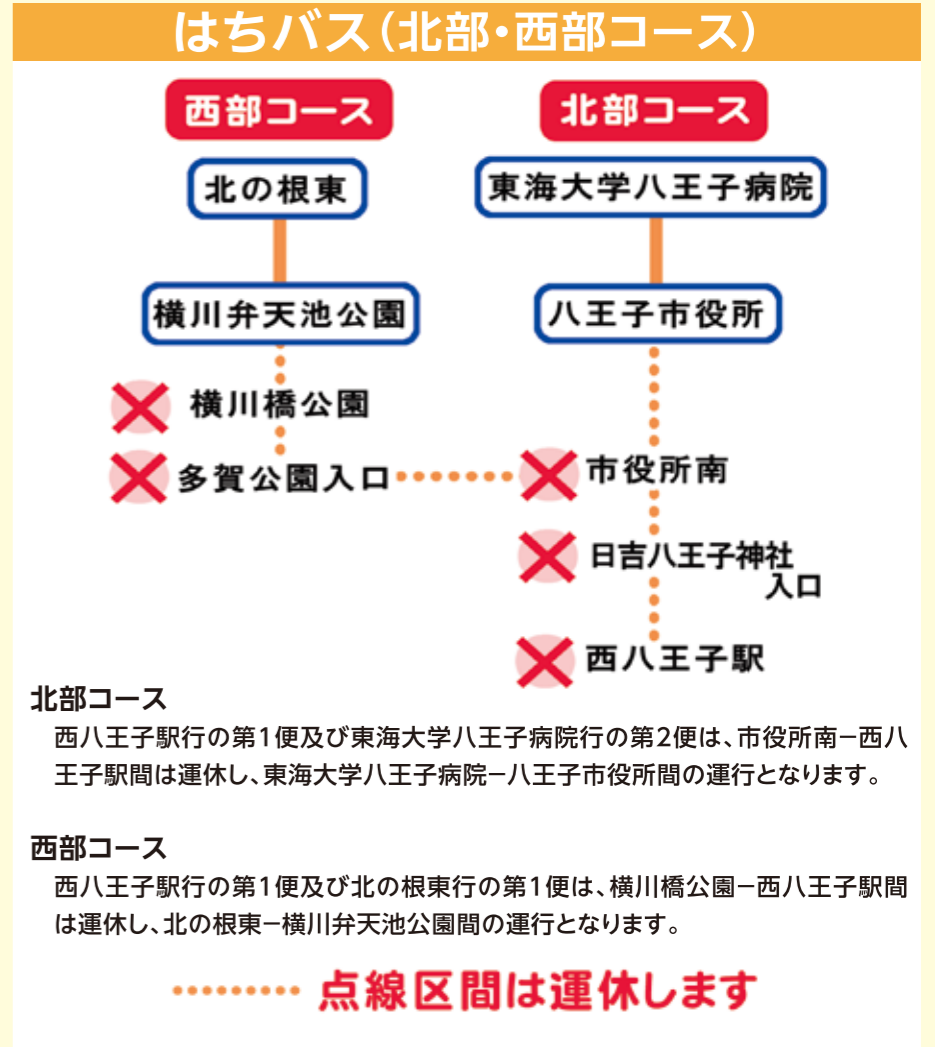 はちバス(北部・西部コース)
西部コース
北の根東
横川弁天池公園
横川橋公園
多賀公園入口
北部コース
東海大学八王子病院
八王子市役所
市役所南
日吉八王子神社
入口
西八王子駅
北部コース
西八王子駅行の第1便及び東海大学八王子病院行の第2便は、市役所南−西八
王子駅間は運休し、東海大学八王子病院−八王子市役所間の運行となります。
西部コース
西八王子駅行の第1便及び北の根東行の第1便は、横川橋公園−西八王子駅間
は運休し、北の根東−横川弁天池公園間の運行となります。
点線区間は運休します